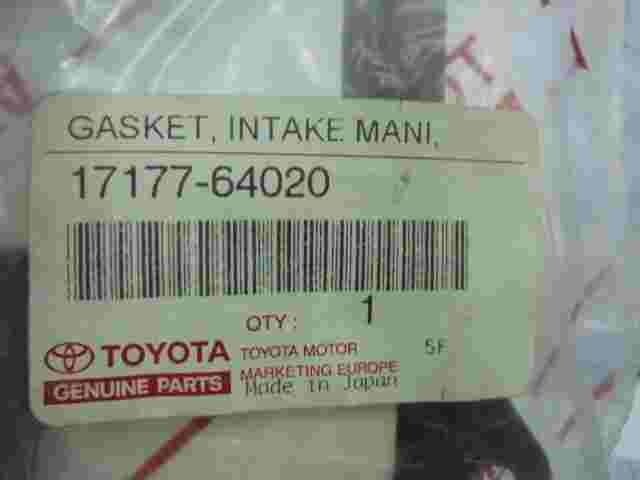 GASKET, INTAKE MANI,
17177-64020
QTY: 1
TOYOTA
GENUINE PARTS
TOYOTA MOTOR 5F
MARKETING EUROPE
Made in Japan